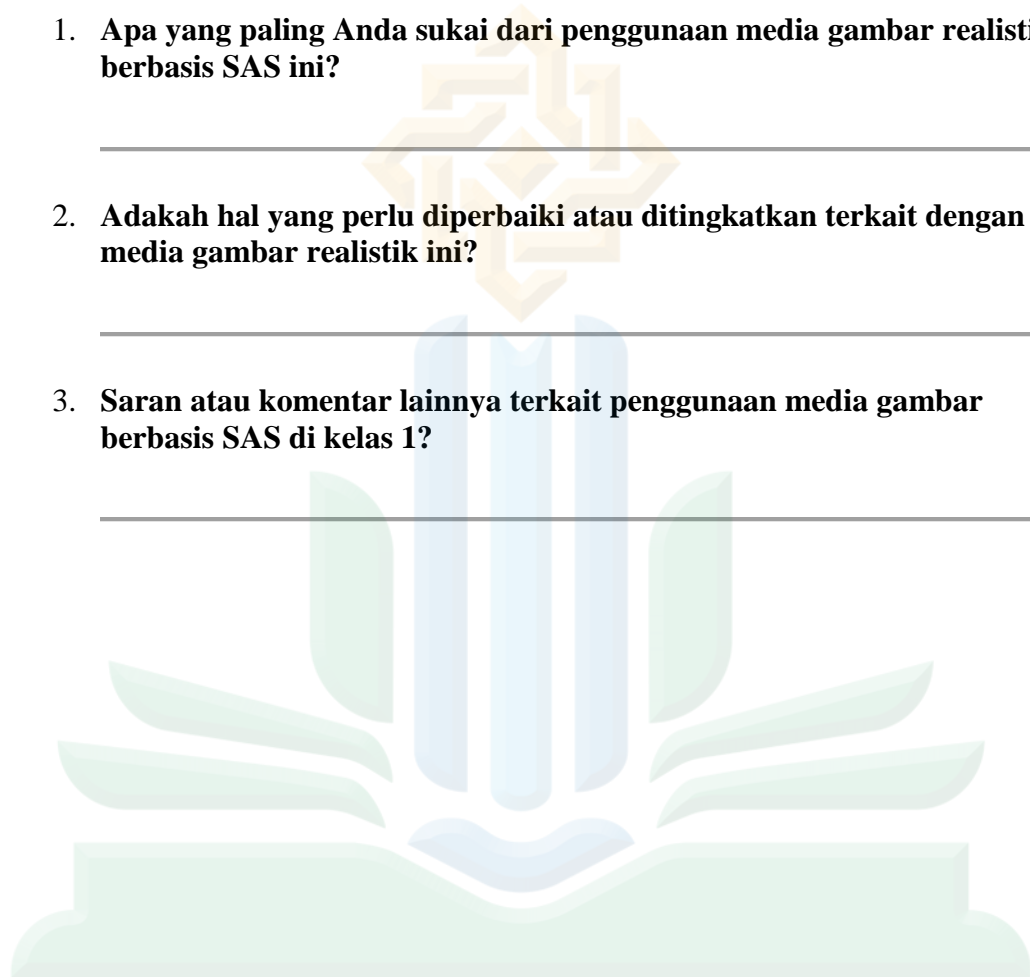 1. Apa yang paling Anda sukai dari penggunaan media gambar realisti
berbasis SAS ini?
2. Adakah hal yang perlu diperbaiki atau ditingkatkan terkait dengan
media gambar realistik ini?
3. Saran atau komentar lainnya terkait penggunaan media gambar
berbasis SAS di kelas 1?